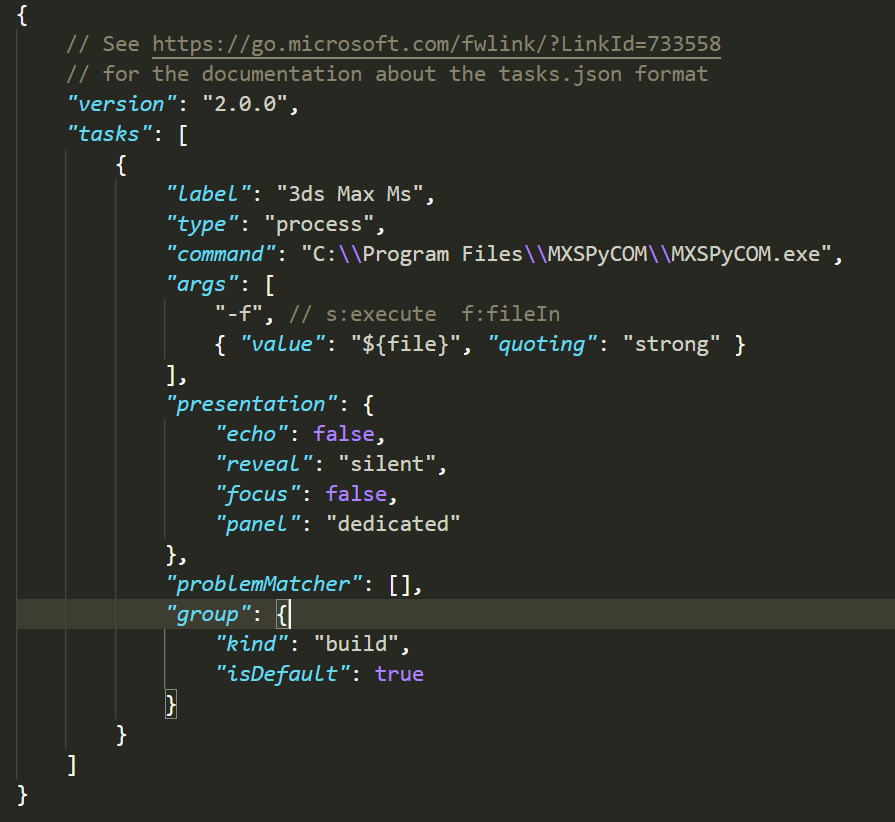 {
    // See https://go.microsoft.com/fwlink/?LinkId=733558
    // for the documentation about the tasks.json format
    "version": "2.0.0",
    "tasks": [
        {
            "label": "3ds Max Ms",
            "type": "process",
            "command": "C:\\Program Files\\MXSPyCOM\\MXSPyCOM.exe",
            "args": [
                "-f", // s:execute  f:fileIn
                { "value": "${file}", "quoting": "strong" }
            ],
            "presentation": {
                "echo": false,
                "reveal": "silent",
                "focus": false,
                "panel": "dedicated"
            },
            "problemMatcher": [],
            "group": {
                "kind": "build",
                "isDefault": true
            }
        }
    ]
}